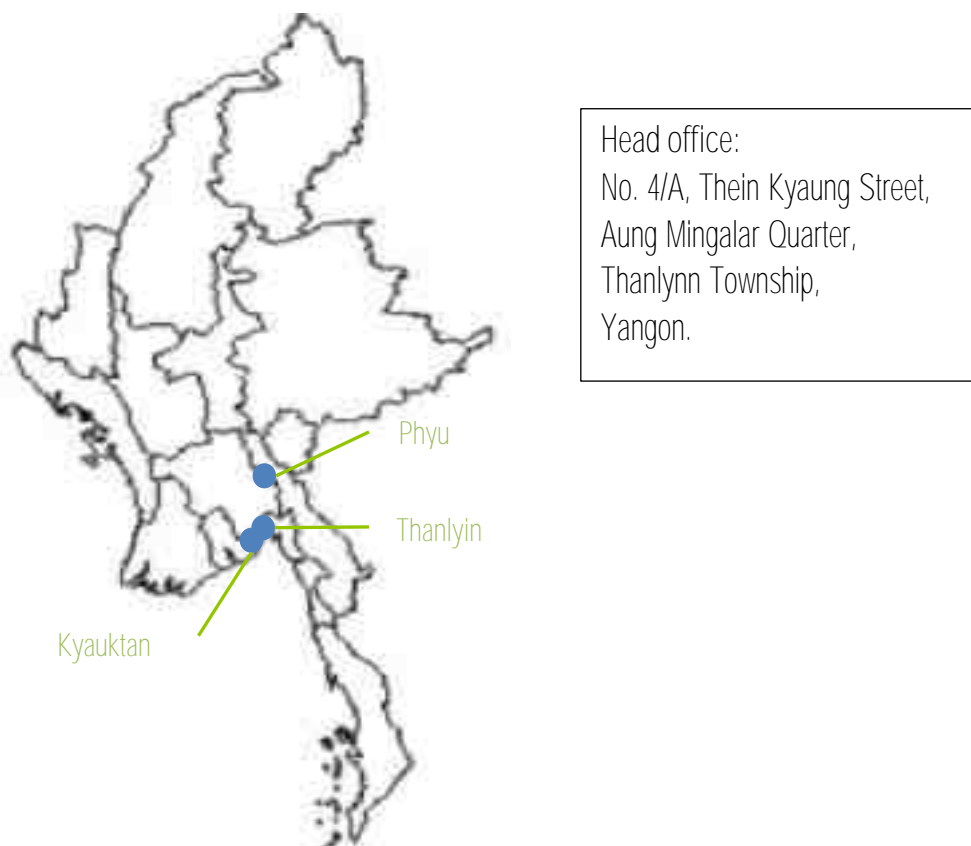 Head office:
No. 4/A, Thein Kyaung Street,
Aung Mingalar Quarter,
Thanlynn Township,
Yangon.
Phyu
Thanlyin
Kyauktan